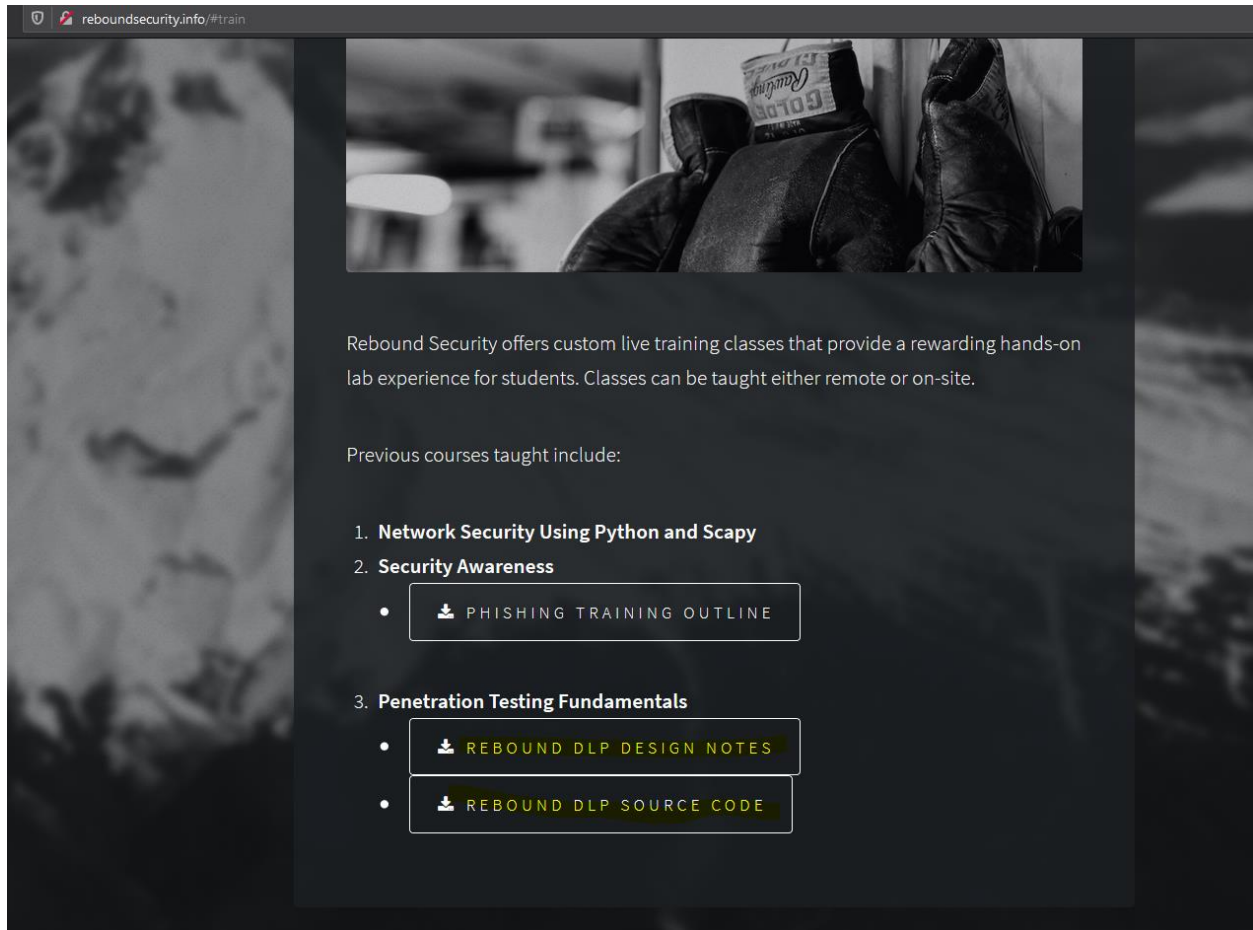 reboundsecurity.info/#train
Rawlings
GOLDE
Rebound Security offers custom live training classes that provide a rewarding hands-on
lab experience for students. Classes can be taught either remote or on-site.
Previous courses taught include:
1. Network Security Using Python and Scapy
2. Security Awareness
• PHISHING TRAINING OUTLINE
3. Penetration Testing Fundamentals
• REBOUND DLP DESIGN NOTES
• REBOUND DLP SOURCE CODE